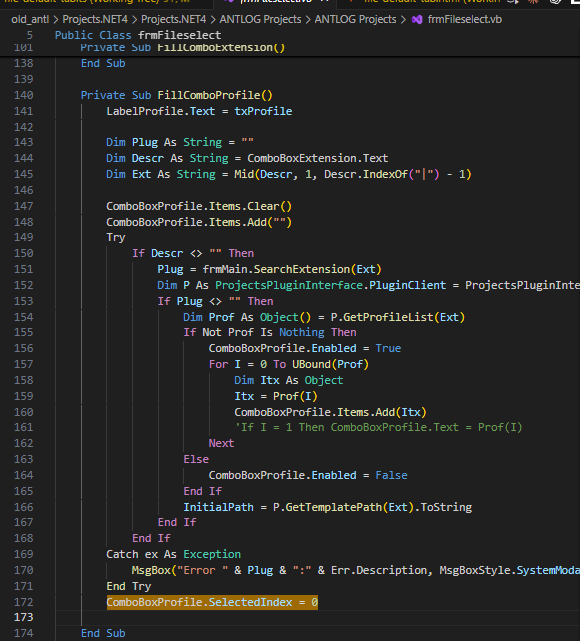 old_antl > Projects.NET4 > Projects.NET4 > ANTLOG Projects > ANTLOG Projects > frmFileselect.vb
5 Public Class frmFileselect
101 Private Sub FillComboExtension()
138 End Sub
139
140 Private Sub FillComboProfile()
141 LabelProfile.Text = txProfile
142
143 Dim Plug As String = ""
144 Dim Descr As String = ComboBoxExtension.Text
145 Dim Ext As String = Mid(Descr, 1, Descr.IndexOf("|") - 1)
146
147 ComboBoxProfile.Items.Clear()
148 ComboBoxProfile.Items.Add("")
149 Try
150 If Descr <> "" Then
151 Plug = frmMain.SearchExtension(Ext)
152 Dim P As ProjectsPluginInterface.PluginClient = ProjectsPluginInte
153 If Plug <> "" Then
154 Dim Prof As Object() = P.GetProfileList(Ext)
155 If Not Prof Is Nothing Then
156 ComboBoxProfile.Enabled = True
157 For I = 0 To UBound(Prof)
158 Dim Itx As Object
159 Itx = Prof(I)
160 ComboBoxProfile.Items.Add(Itx)
161 'If I = 1 Then ComboBoxProfile.Text = Prof(I)
162 Next
163 Else
164 ComboBoxProfile.Enabled = False
165 End If
166 InitialPath = P.GetTemplatePath(Ext).ToString
167 End If
168 End If
169 Catch ex As Exception
170 MsgBox("Error " & Plug & ":" & Err.Description, MsgBoxStyle.SystemModa
171 End Try
172 ComboBoxProfile.SelectedIndex = 0
173
174 End Sub